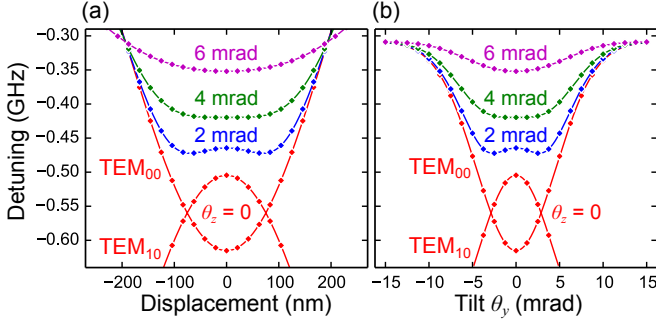 (a)
(b)
−0.30
−0.35
−0.40
−0.45
−0.50
−0.55
−0.60
Detuning (GHz)
6 mrad
4 mrad
2 mrad
TEM₀₀
θz = 0
TEM₁₀
−200 −100 0 100 200
Displacement (nm)
6 mrad
4 mrad
2 mrad
TEM₀₀
θz = 0
TEM₁₀
−15 −10 −5 0 5 10 15
Tilt θy (mrad)